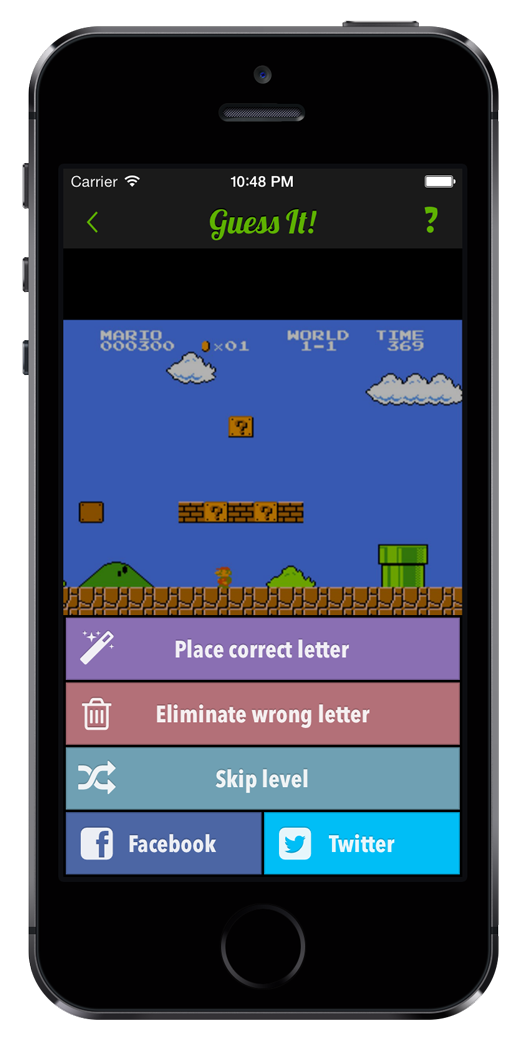 Carrier 10:48 PM
Guess It! ?
MARIO WORLD TIME
000300 ×01 1-1 369
?
? ?
Place correct letter
Eliminate wrong letter
Skip level
Facebook Twitter